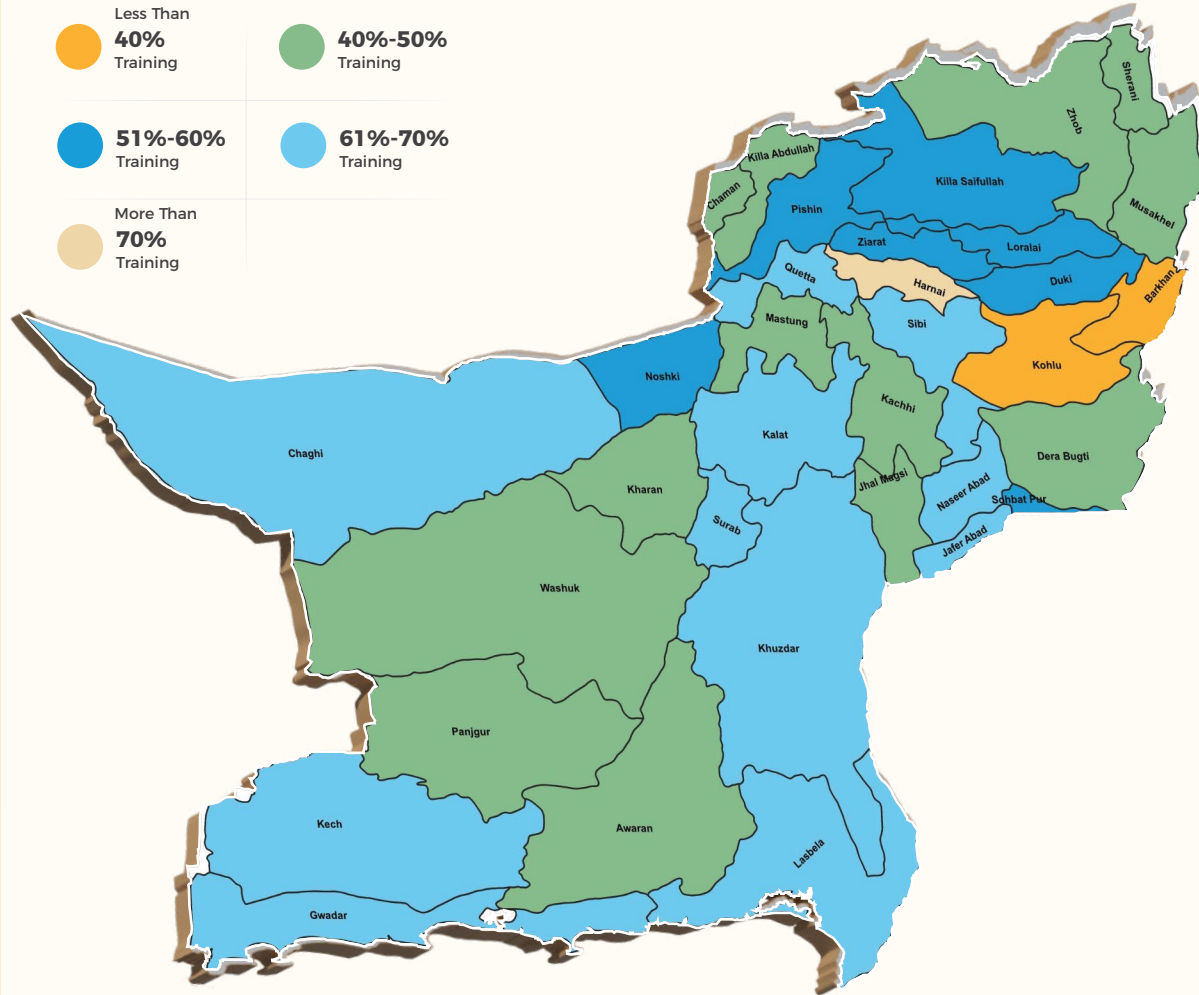 Less Than
40%
Training
40%-50%
Training
51%-60%
Training
61%-70%
Training
More Than
70%
Training
Sherani
Zhob
Killa Abdullah
Killa Saifullah
Chaman
Pishin
Musakhel
Ziarat
Loralai
Quetta
Harnai
Duki
Barkhan
Mastung
Sibi
Kohlu
Noshki
Kachhi
Kalat
Chaghi
Dera Bugti
Jhal Magsi
Kharan
Naseer Abad
Sohbat Pur
Surab
Jafer Abad
Washuk
Khuzdar
Panjgur
Kech
Awaran
Lasbela
Gwadar